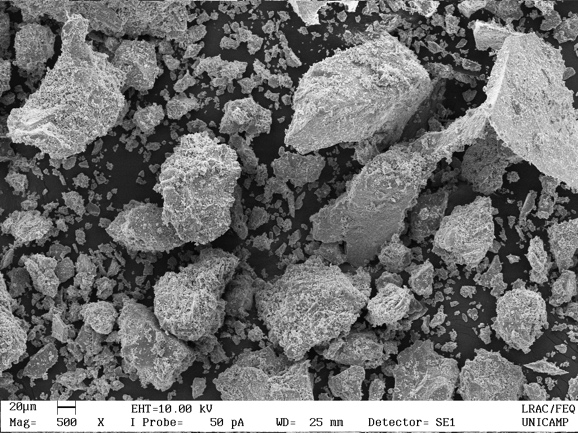 20µm EHT=10.00 kV LRAC/FEQ
Mag= 500 X I Probe= 50 pA WD= 25 mm Detector= SE1 UNICAMP